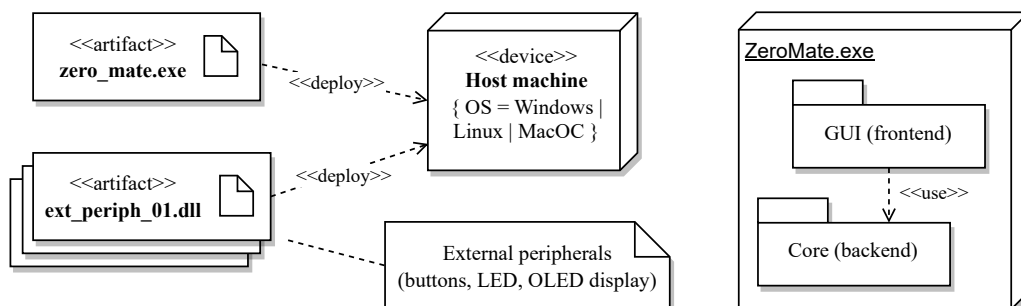 <<artifact>>
zero_mate.exe
<<deploy>>
<<device>>
Host machine
{ OS = Windows |
Linux | MacOC }
<<artifact>>
ext_periph_01.dll
<<deploy>>
External peripherals
(buttons, LED, OLED display)
ZeroMate.exe
GUI (frontend)
<<use>>
Core (backend)